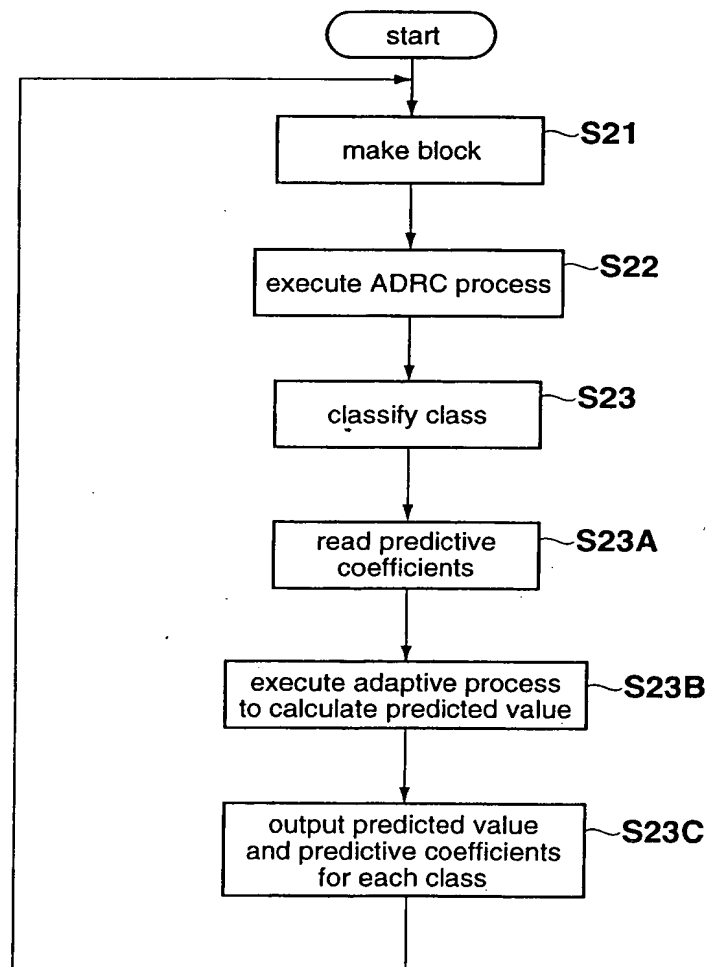 start
make block
S21
execute ADRC process
S22
classify class
S23
read predictive
coefficients
S23A
execute adaptive process
to calculate predicted value
S23B
output predicted value
and predictive coefficients
for each class
S23C